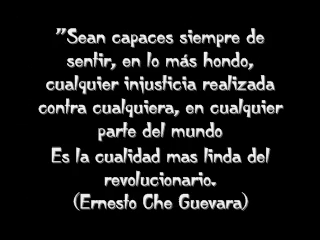 "Sean capaces siempre de
sentir, en lo más hondo,
cualquier injusticia realizada
contra cualquiera, en cualquier
parte del mundo
Es la cualidad mas linda del
revolucionario.
(Ernesto Che Guevara)